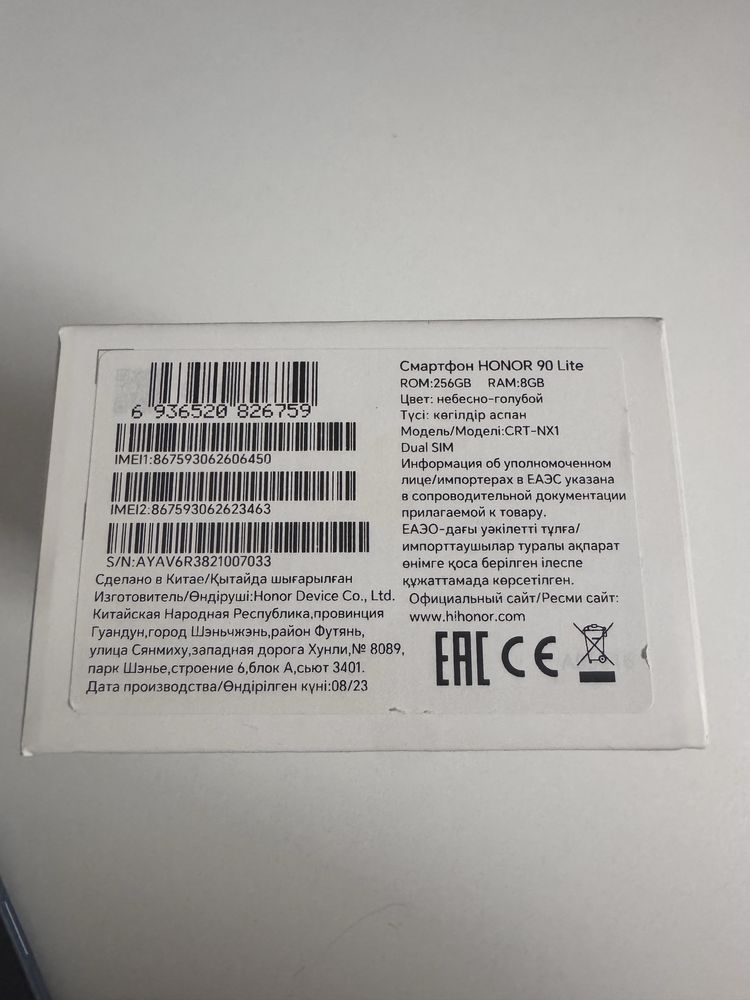 6 936520 826759
IMEI1:867593062606450
IMEI2:867593062623463
S/N:AYAV6R3821007033
Сделано в Китае/Қытайда шығарылған
Изготовитель/Өндіруші:Honor Device Co., Ltd.
Китайская Народная Республика,провинция
Гуандун,город Шэньчжэнь,район Футянь,
улица Сянмиху,западная дорога Хунли,№ 8089,
парк Шэнье,строение 6,блок А,сьют 3401.
Дата производства/Өндірілген күні:08/23
Смартфон HONOR 90 Lite
ROM:256GB RAM:8GB
Цвет: небесно-голубой
Түсі: көгілдір аспан
Модель/Моделі:CRT-NX1
Dual SIM
Информация об уполномоченном
лице/импортерах в ЕАЭС указана
в сопроводительной документации
прилагаемой к товару.
ЕАЭО-дағы уәкілетті тұлға/
импорттаушылар туралы ақпарат
өнімге қоса берілген ілеспе
құжаттамада көрсетілген.
Официальный сайт/Ресми сайт:
www.hihonor.com
EAC CE